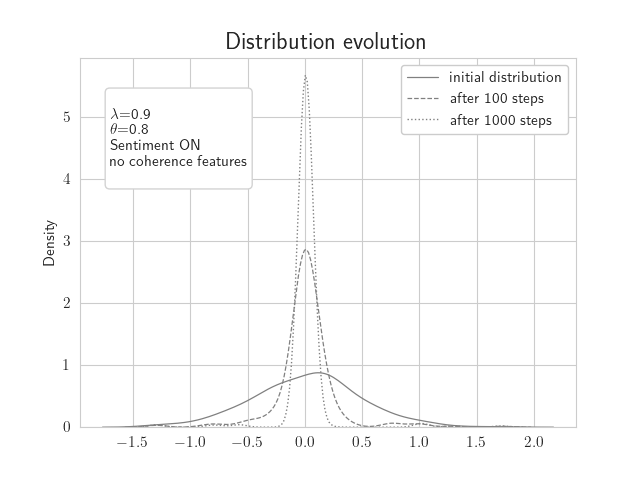 Distribution evolution
λ=0.9
θ=0.8
Sentiment ON
no coherence features
initial distribution
after 100 steps
after 1000 steps
Density
5
4
3
2
1
0
−1.5 −1.0 −0.5 0.0 0.5 1.0 1.5 2.0